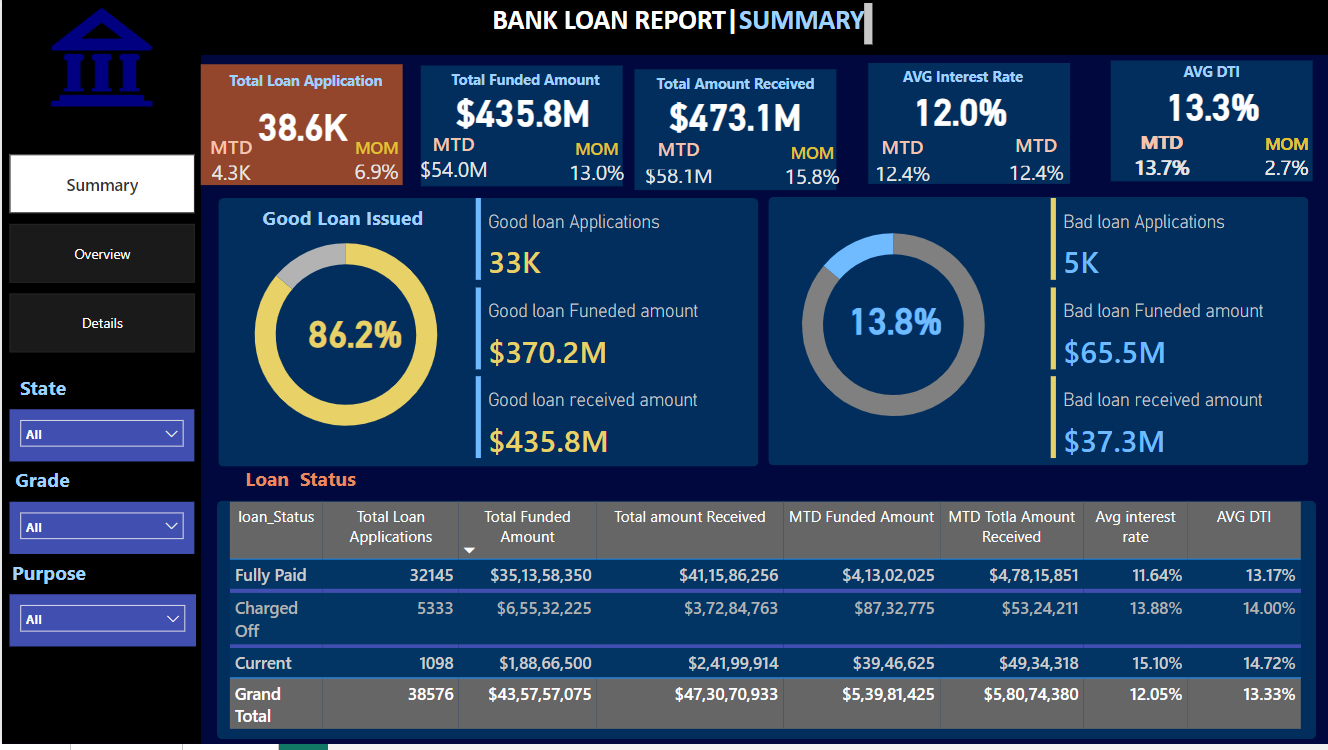 BANK LOAN REPORT|SUMMARY
Total Loan Application
38.6K
MTD MOM
4.3K 6.9%
Total Funded Amount
$435.8M
MTD MOM
$54.0M 13.0%
Total Amount Received
$473.1M
MTD MOM
$58.1M 15.8%
AVG Interest Rate
12.0%
MTD MTD
12.4% 12.4%
AVG DTI
13.3%
MTD MOM
13.7% 2.7%
Summary
Overview
Details
State
All
Grade
All
Purpose
All
Good Loan Issued
86.2%
Good loan Applications
33K
Good loan Funeded amount
$370.2M
Good loan received amount
$435.8M
13.8%
Bad loan Applications
5K
Bad loan Funeded amount
$65.5M
Bad loan received amount
$37.3M
Loan Status
loan_Status Total Loan Applications Total Funded Amount Total amount Received MTD Funded Amount MTD Totla Amount Received Avg interest rate AVG DTI
Fully Paid 32145 $35,13,58,350 $41,15,86,256 $4,13,02,025 $4,78,15,851 11.64% 13.17%
Charged Off 5333 $6,55,32,225 $3,72,84,763 $87,32,775 $53,24,211 13.88% 14.00%
Current 1098 $1,88,66,500 $2,41,99,914 $39,46,625 $49,34,318 15.10% 14.72%
Grand Total 38576 $43,57,57,075 $47,30,70,933 $5,39,81,425 $5,80,74,380 12.05% 13.33%